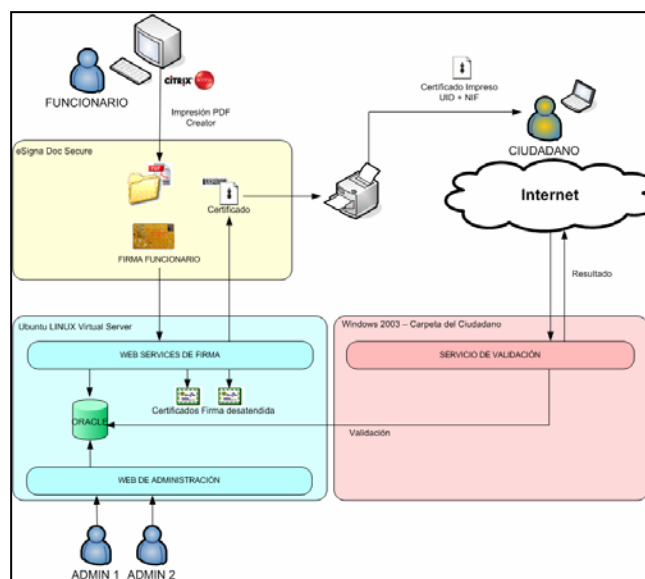 CITRIX
FUNCIONARIO
Impresión PDF
Creator
Certificado Impreso
UID + NIF
CIUDADANO
eSigna Doc Secure
PDF
Certificado
FIRMA FUNCIONARIO
Internet
Resultado
Ubuntu LINUX Virtual Server
Windows 2003 – Carpeta del Ciudadano
WEB SERVICES DE FIRMA
SERVICIO DE VALIDACIÓN
Certificados Firma desatendida
ORACLE
Validación
WEB DE ADMINISTRACIÓN
ADMIN 1
ADMIN 2